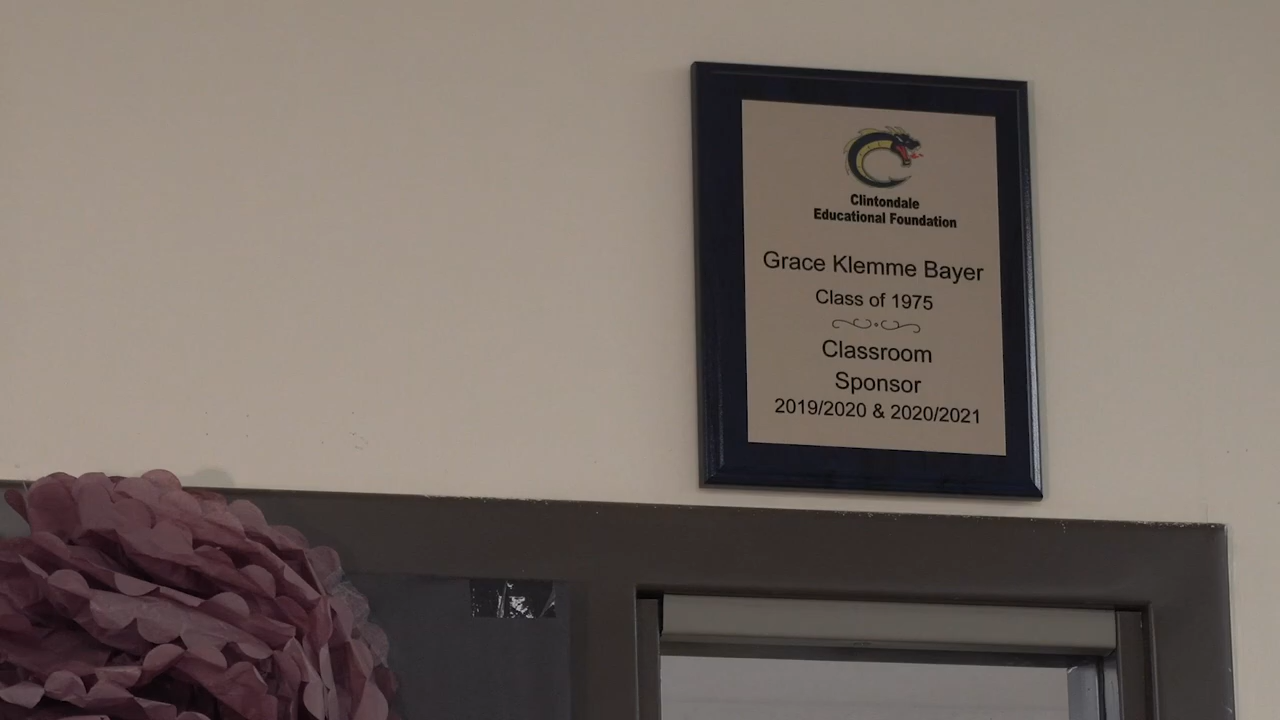 Clintondale
Educational Foundation
Grace Klemme Bayer
Class of 1975
Classroom
Sponsor
2019/2020 & 2020/2021